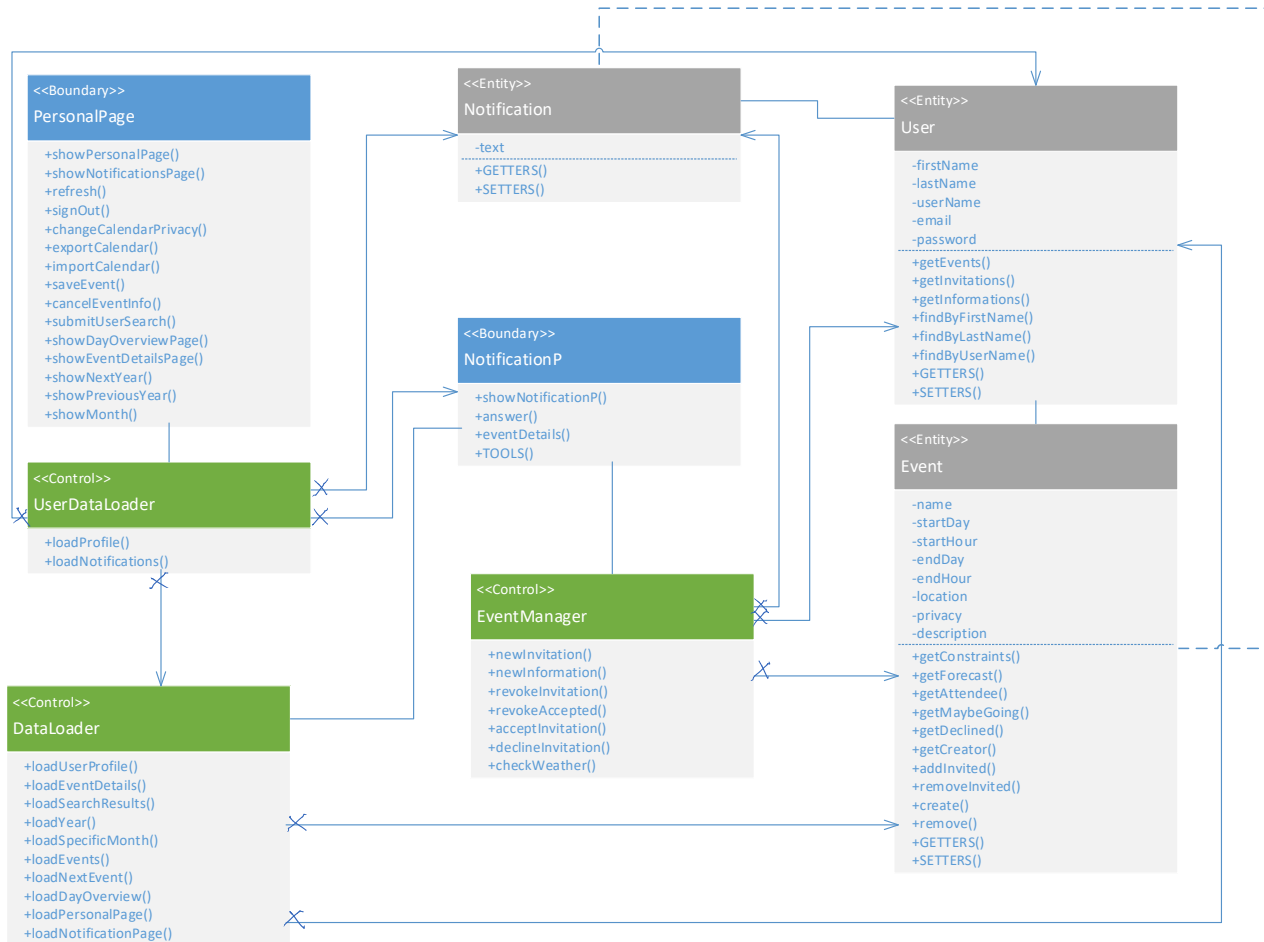 <<Boundary>>
PersonalPage
+showPersonalPage()
+showNotificationsPage()
+refresh()
+signOut()
+changeCalendarPrivacy()
+exportCalendar()
+importCalendar()
+saveEvent()
+cancelEventInfo()
+submitUserSearch()
+showDayOverviewPage()
+showEventDetailsPage()
+showNextYear()
+showPreviousYear()
+showMonth()
<<Entity>>
Notification
-text
+GETTERS()
+SETTERS()
<<Entity>>
User
-firstName
-lastName
-userName
-email
-password
+getEvents()
+getInvitations()
+getInformations()
+findByFirstName()
+findByLastName()
+findByUserName()
+GETTERS()
+SETTERS()
<<Boundary>>
NotificationP
+showNotificationP()
+answer()
+eventDetails()
+TOOLS()
<<Control>>
UserDataLoader
+loadProfile()
+loadNotifications()
<<Entity>>
Event
-name
-startDay
-startHour
-endDay
-endHour
-location
-privacy
-description
+getConstraints()
+getForecast()
+getAttendee()
+getMaybeGoing()
+getDeclined()
+getCreator()
+addInvited()
+removeInvited()
+create()
+remove()
+GETTERS()
+SETTERS()
<<Control>>
EventManager
+newInvitation()
+newInformation()
+revokeInvitation()
+revokeAccepted()
+acceptInvitation()
+declineInvitation()
+checkWeather()
<<Control>>
DataLoader
+loadUserProfile()
+loadEventDetails()
+loadSearchResults()
+loadYear()
+loadSpecificMonth()
+loadEvents()
+loadNextEvent()
+loadDayOverview()
+loadPersonalPage()
+loadNotificationPage()